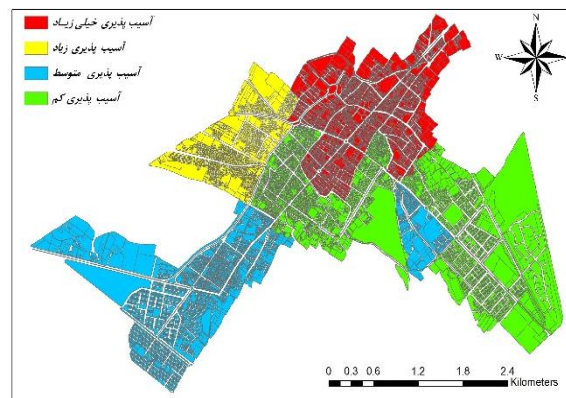 آسیب پذیری خیلی زیاد
آسیب پذیری زیاد
آسیب پذیری متوسط
آسیب پذیری کم
N
W E
S
0 0.3 0.6 1.2 1.8 2.4
Kilometers